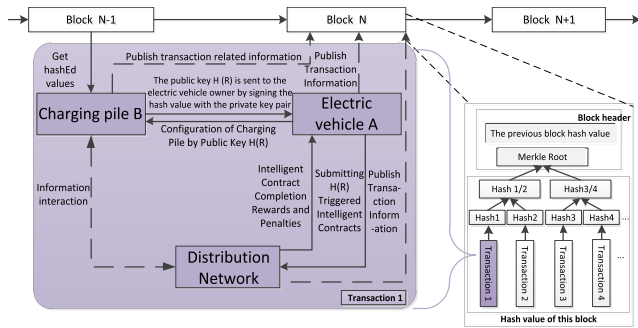 Block N-1
Block N
Block N+1
Get
hashEd
values
Publish transaction related information
Publish
Transaction
Information
The public key H (R) is sent to the
electric vehicle owner by signing the
hash value with the private key pair
Charging pile B
Electric
vehicle A
Configuration of Charging
Pile by Public Key H(R)
Information
interaction
Intelligent
Contract
Completion
Rewards and
Penalties
Submitting
H(R)
Triggered
Intelligent
Contracts
Publish
Transa-
ction
Inform
-ation
Distribution
Network
Transaction 1
Block header
The previous block hash value
Merkle Root
Hash 1/2
Hash3/4
Hash1
Hash2
Hash3
Hash4
...
Transaction 1
Transaction 2
Transaction 3
Transaction 4
...
Hash value of this block